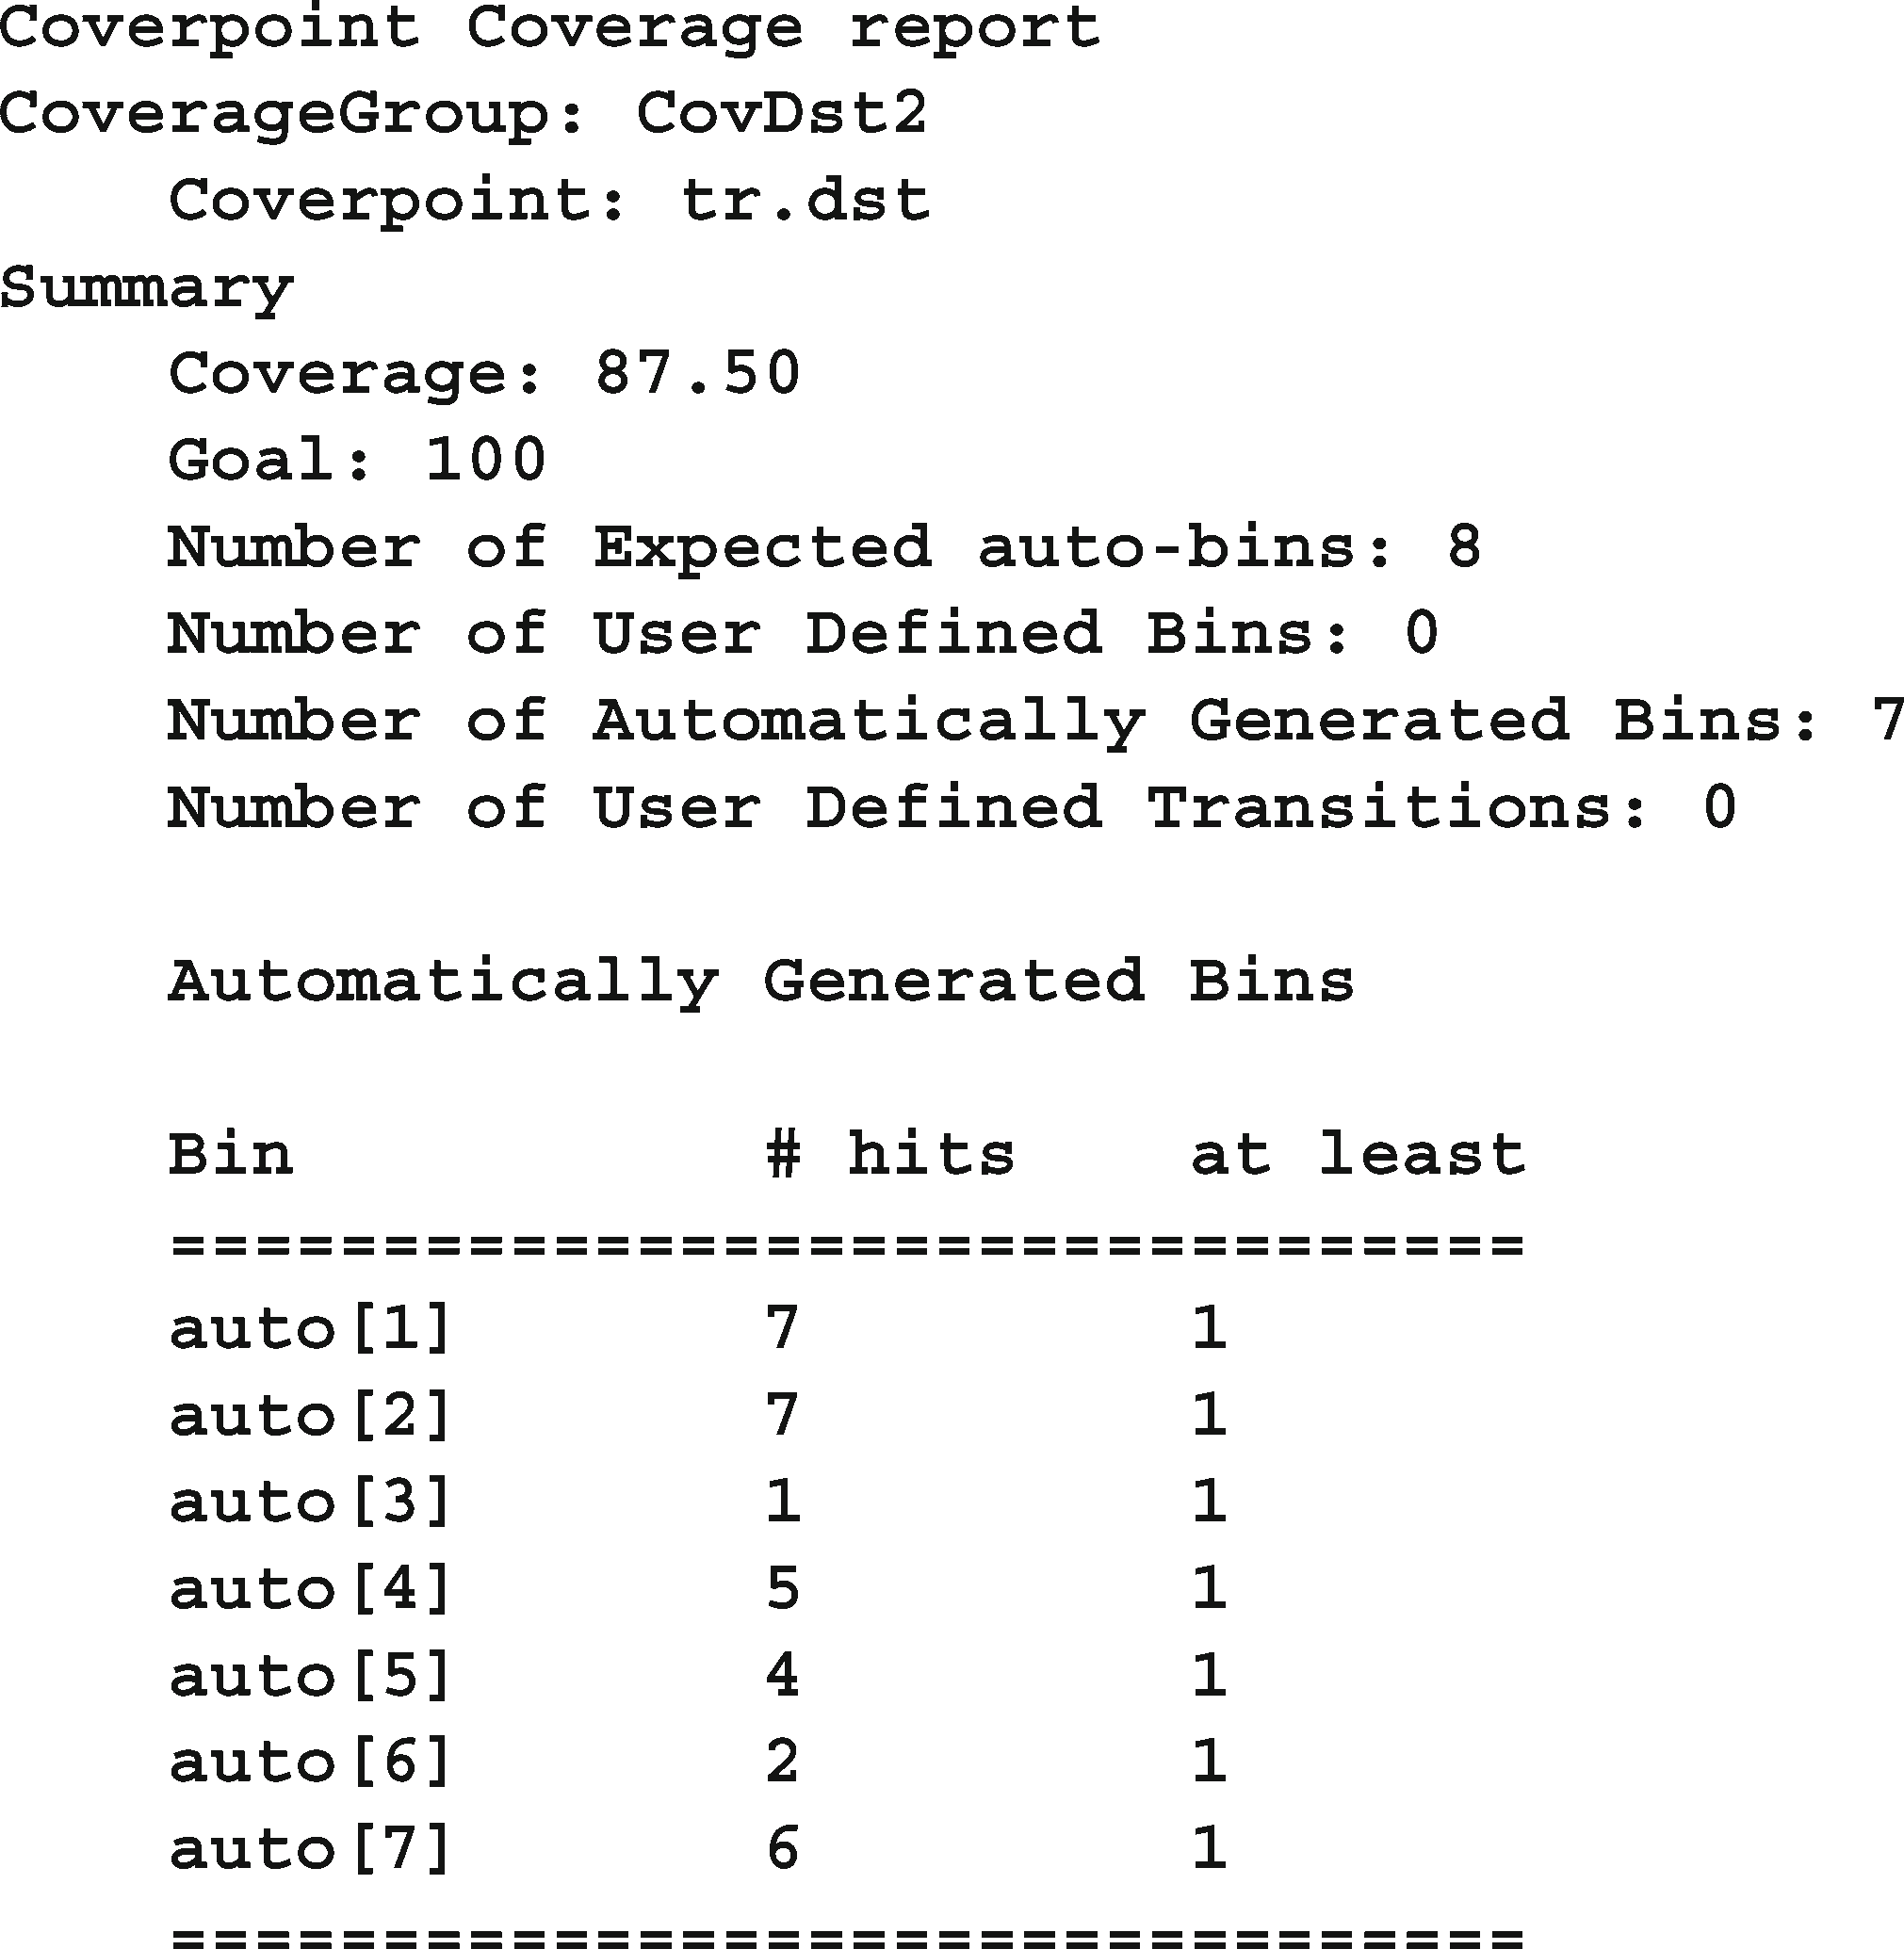 Coverpoint Coverage report
CoverageGroup: CovDst2
    Coverpoint: tr.dst
Summary
    Coverage: 87.50
    Goal: 100
    Number of Expected auto-bins: 8
    Number of User Defined Bins: 0
    Number of Automatically Generated Bins: 7
    Number of User Defined Transitions: 0
    Automatically Generated Bins
    Bin           # hits    at least
    ================================
    auto[1]       7         1
    auto[2]       7         1
    auto[3]       1         1
    auto[4]       5         1
    auto[5]       4         1
    auto[6]       2         1
    auto[7]       6         1
    ================================